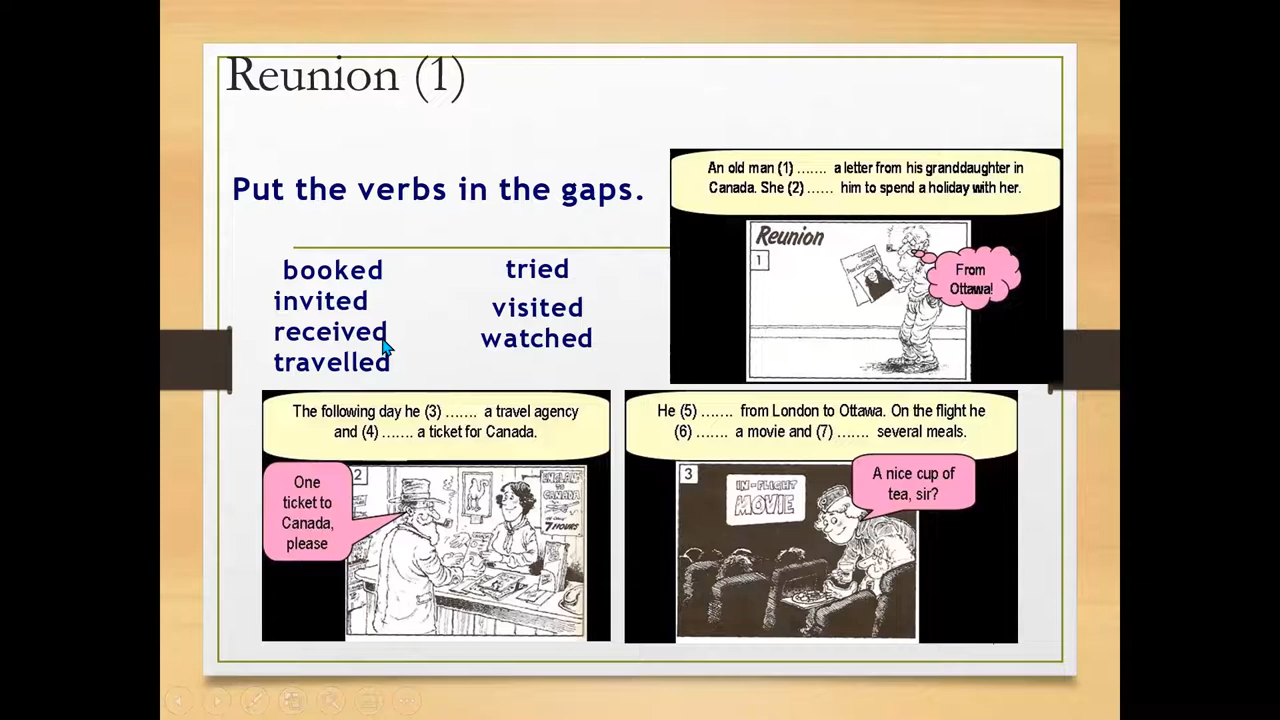 Reunion (1)
Put the verbs in the gaps.
booked
invited
received
travelled
tried
visited
watched
An old man (1) ....... a letter from his granddaughter in
Canada. She (2) ...... him to spend a holiday with her.
Reunion
1
From
Ottawa!
The following day he (3) ....... a travel agency
and (4) ....... a ticket for Canada.
One
ticket to
Canada,
please
2
ENGLAND
TO
CANADA
7 HOURS
He (5) ....... from London to Ottawa. On the flight he
(6) ....... a movie and (7) ....... several meals.
3
IN-FLIGHT
MOVIE
A nice cup of
tea, sir?